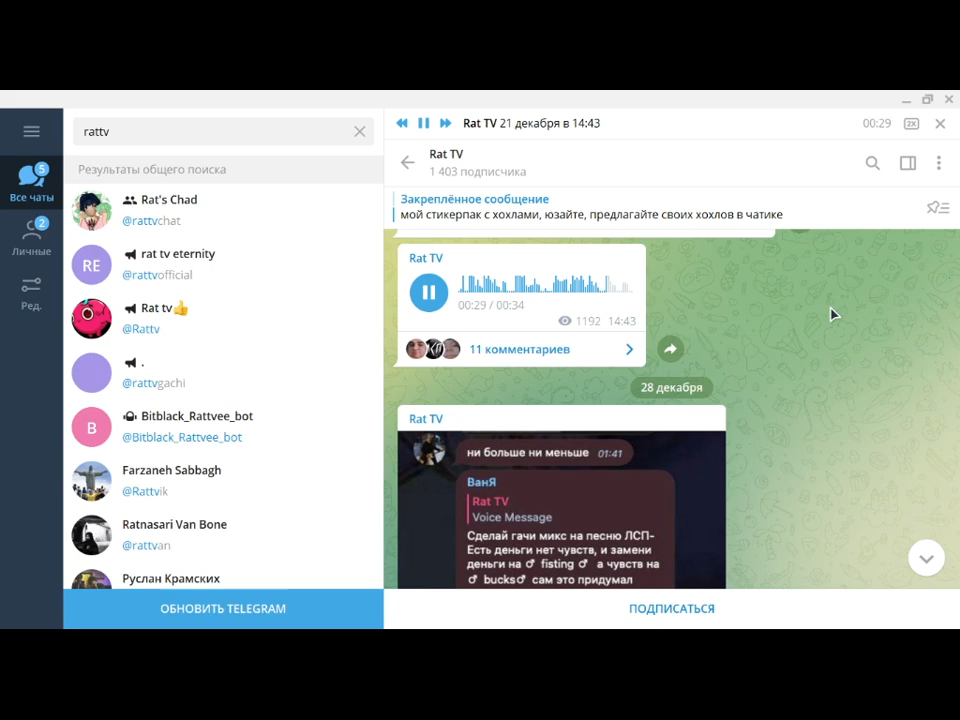 rattv
Результаты общего поиска
Rat's Chad
@rattvchat
rat tv eternity
@rattvofficial
Rat tv👍
@Rattv
.
@rattvgachi
Bitblack_Rattvee_bot
@Bitblack_Rattvee_bot
Farzaneh Sabbagh
@Rattvik
Ratnasari Van Bone
@rattvan
Руслан Крамских
ОБНОВИТЬ TELEGRAM
5
Все чаты
2
Личные
Ред.
RE
B
Rat TV 21 декабря в 14:43
00:29
2X
Rat TV
1 403 подписчика
Закреплённое сообщение
мой стикерпак с хохлами, юзайте, предлагайте своих хохлов в чатике
Rat TV
00:29 / 00:34
1192 14:43
11 комментариев
28 декабря
Rat TV
ни больше ни меньше 01:41
ВанЯ
Rat TV
Voice Message
Сделай гачи микс на песню ЛСП-
Есть деньги нет чувств, и замени
деньги на ♂ fisting ♂ а чувств на
♂ bucks♂ сам это придумал
ПОДПИСАТЬСЯ